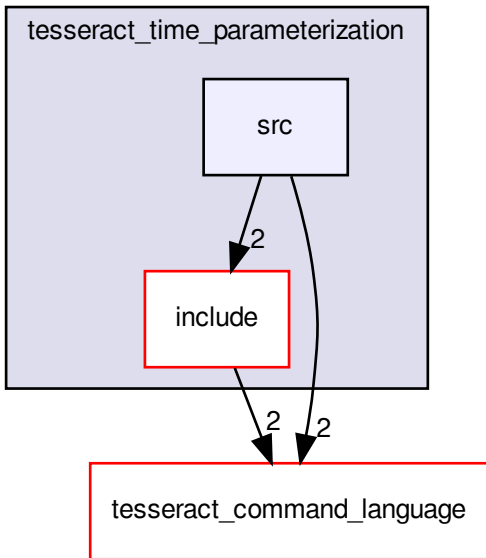 tesseract_time_parameterization
src
2
include
2
2
tesseract_command_language